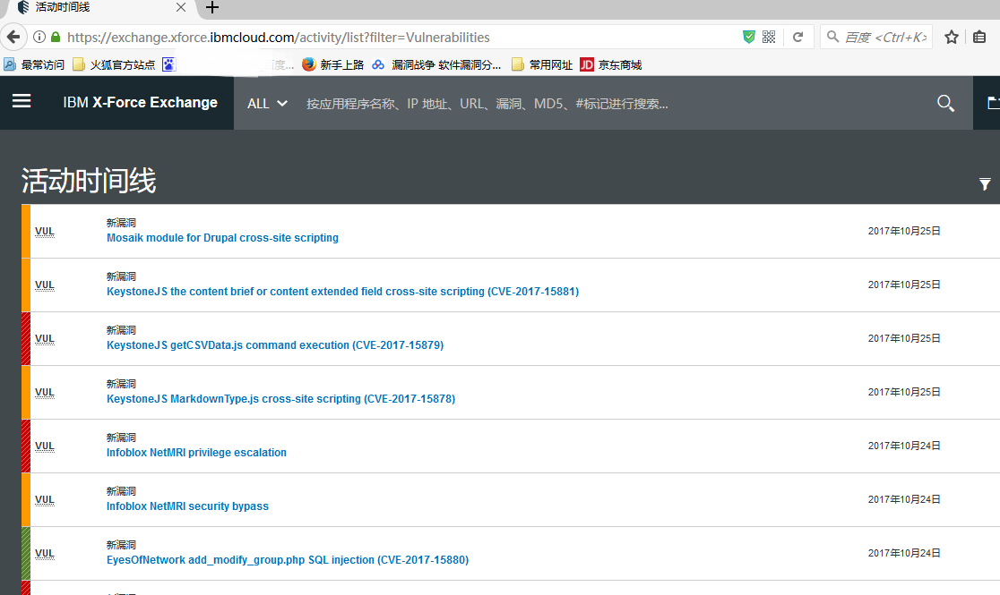 活动时间线
https://exchange.xforce.ibmcloud.com/activity/list?filter=Vulnerabilities
百度 <Ctrl+K>
最常访问 火狐官方站点 新手上路 漏洞战争 软件漏洞分... 常用网址 JD 京东商城
IBM X-Force Exchange ALL 按应用程序名称、IP 地址、URL、漏洞、MD5、#标记进行搜索...
活动时间线
新漏洞
VUL Mosaik module for Drupal cross-site scripting 2017年10月25日
新漏洞
VUL KeystoneJS the content brief or content extended field cross-site scripting (CVE-2017-15881) 2017年10月25日
新漏洞
VUL KeystoneJS getCSVData.js command execution (CVE-2017-15879) 2017年10月25日
新漏洞
VUL KeystoneJS MarkdownType.js cross-site scripting (CVE-2017-15878) 2017年10月25日
新漏洞
VUL Infoblox NetMRI privilege escalation 2017年10月24日
新漏洞
VUL Infoblox NetMRI security bypass 2017年10月24日
新漏洞
VUL EyesOfNetwork add_modify_group.php SQL injection (CVE-2017-15880) 2017年10月24日